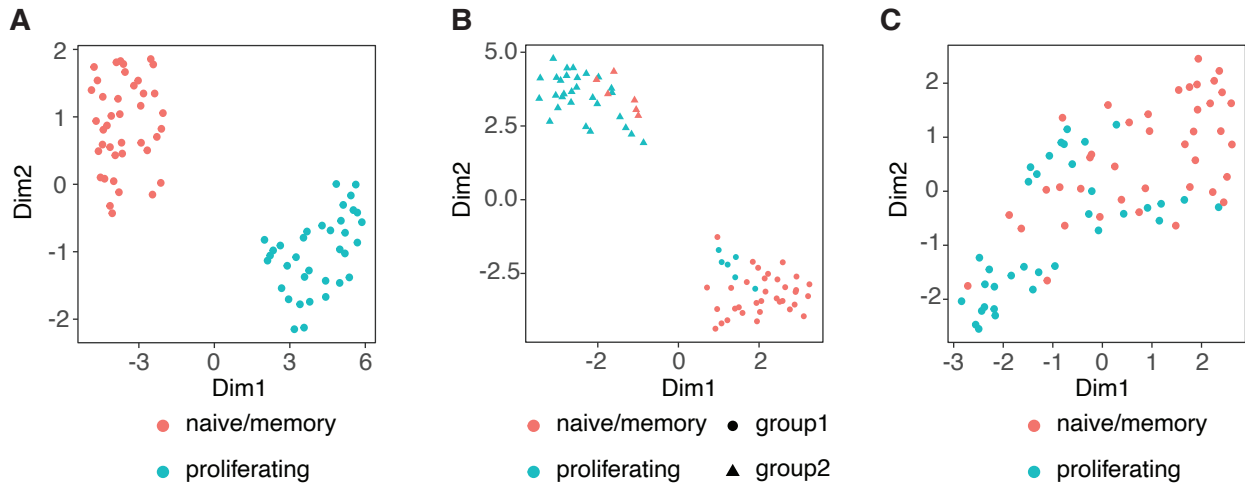 A
2
1
0
-1
-2
Dim2
-3
0
3
6
Dim1
naive/memory
proliferating
B
5.0
2.5
0.0
-2.5
Dim2
-2
0
2
Dim1
naive/memory
group1
proliferating
group2
C
2
1
0
-1
-2
Dim2
-3
-2
-1
0
1
2
Dim1
naive/memory
proliferating